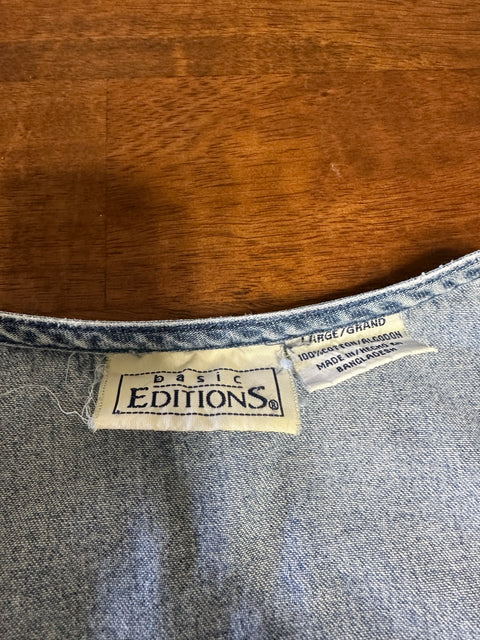 basic
EDITIONS®
LARGE/GRAND
100%COTTON/ALGODON
MADE IN/HECHO EN
BANGLADESH